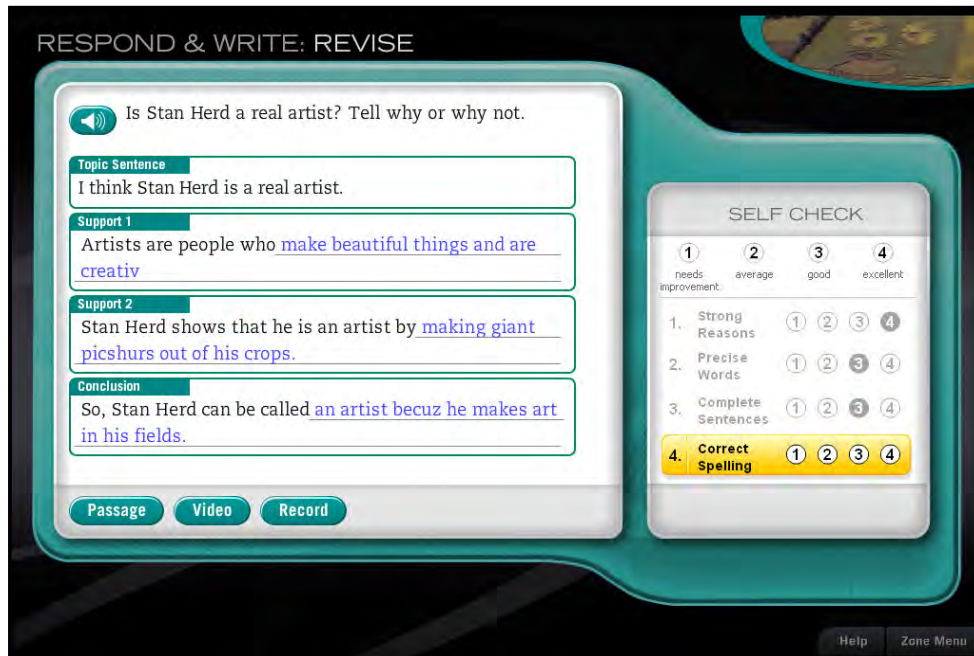 RESPOND & WRITE: REVISE
Is Stan Herd a real artist? Tell why or why not.
Topic Sentence
I think Stan Herd is a real artist.
Support 1
Artists are people who make beautiful things and are
creativ
Support 2
Stan Herd shows that he is an artist by making giant
picshurs out of his crops.
Conclusion
So, Stan Herd can be called an artist becuz he makes art
in his fields.
Passage Video Record
SELF CHECK
1 2 3 4
needs improvement average good excellent
1. Strong Reasons 1 2 3 4
2. Precise Words 1 2 3 4
3. Complete Sentences 1 2 3 4
4. Correct Spelling 1 2 3 4
Help Zone Menu